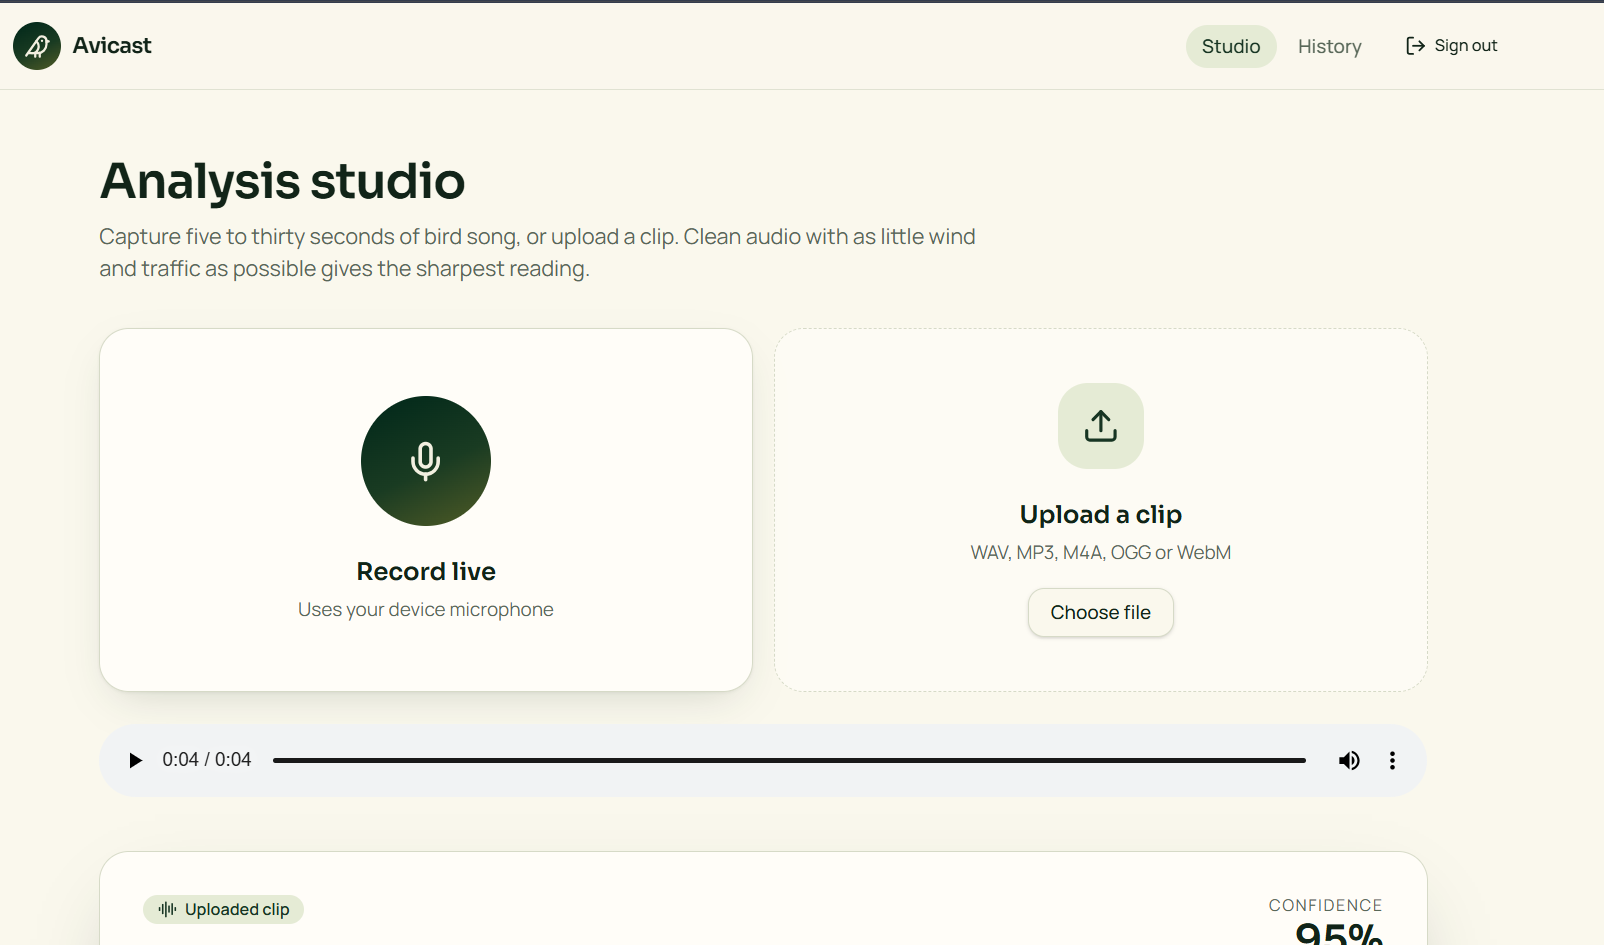 Avicast
Studio
History
Sign out
Analysis studio
Capture five to thirty seconds of bird song, or upload a clip. Clean audio with as little wind
and traffic as possible gives the sharpest reading.
Record live
Uses your device microphone
Upload a clip
WAV, MP3, M4A, OGG or WebM
Choose file
0:04 / 0:04
Uploaded clip
CONFIDENCE
95%